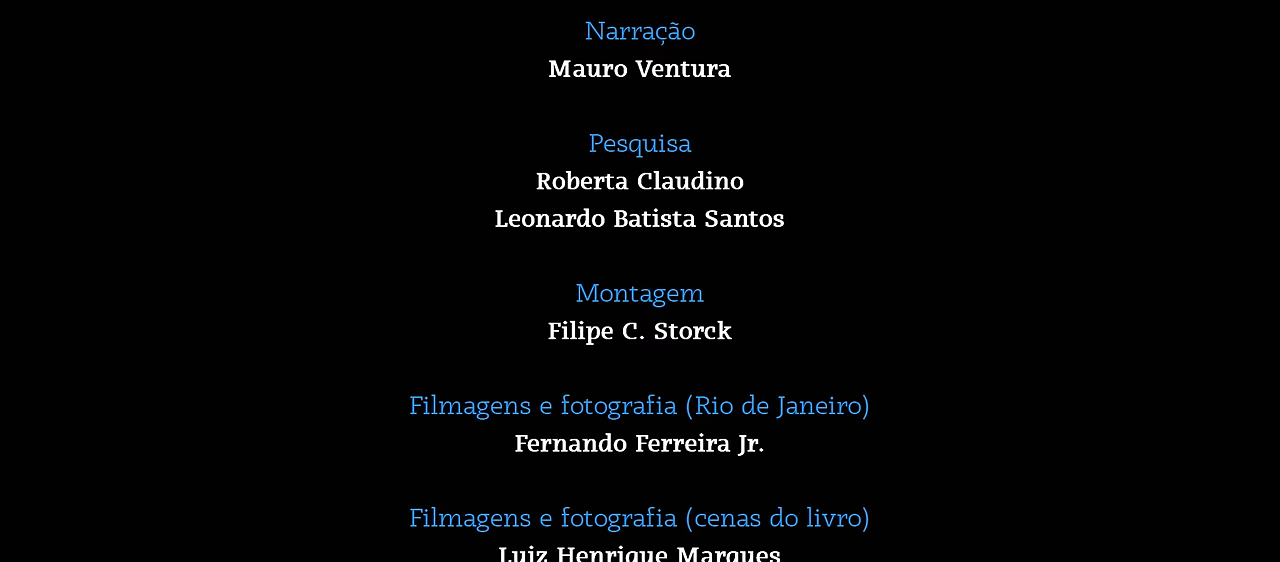 Narração
Mauro Ventura
Pesquisa
Roberta Claudino
Leonardo Batista Santos
Montagem
Filipe C. Storck
Filmagens e fotografia (Rio de Janeiro)
Fernando Ferreira Jr.
Filmagens e fotografia (cenas do livro)
Luiz Henrique Marques